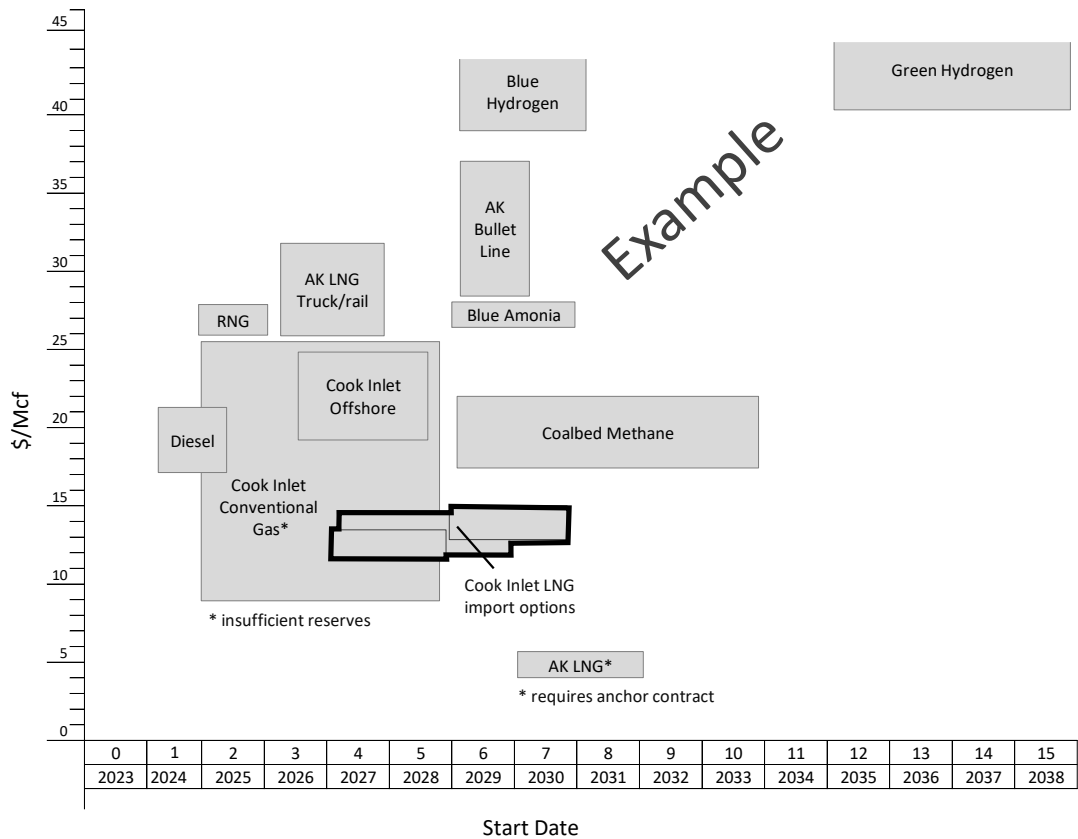 45
40
35
30
25
20
15
10
5
0
$/Mcf
Blue
Hydrogen
Green Hydrogen
Example
AK
Bullet
Line
AK LNG
Truck/rail
RNG
Blue Amonia
Cook Inlet
Offshore
Diesel
Coalbed Methane
Cook Inlet
Conventional
Gas*
Cook Inlet LNG
import options
* insufficient reserves
AK LNG*
* requires anchor contract
0 1 2 3 4 5 6 7 8 9 10 11 12 13 14 15
2023 2024 2025 2026 2027 2028 2029 2030 2031 2032 2033 2034 2035 2036 2037 2038
Start Date